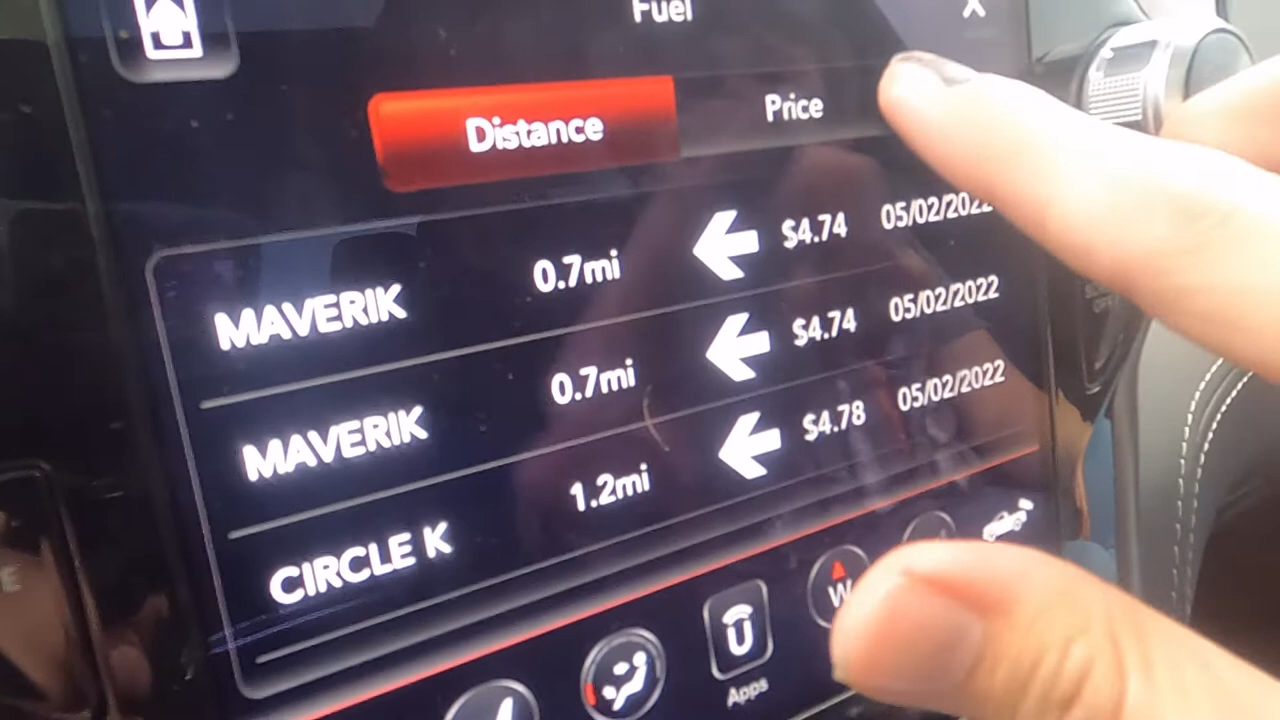 Fuel
X
Distance
Price
MAVERIK 0.7mi $4.74 05/02/2022
MAVERIK 0.7mi $4.74 05/02/2022
CIRCLE K 1.2mi $4.78 05/02/2022
W
Apps
E